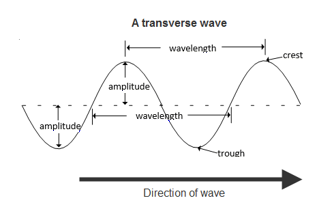 A transverse wave
wavelength
crest
amplitude
amplitude
wavelength
trough
Direction of wave